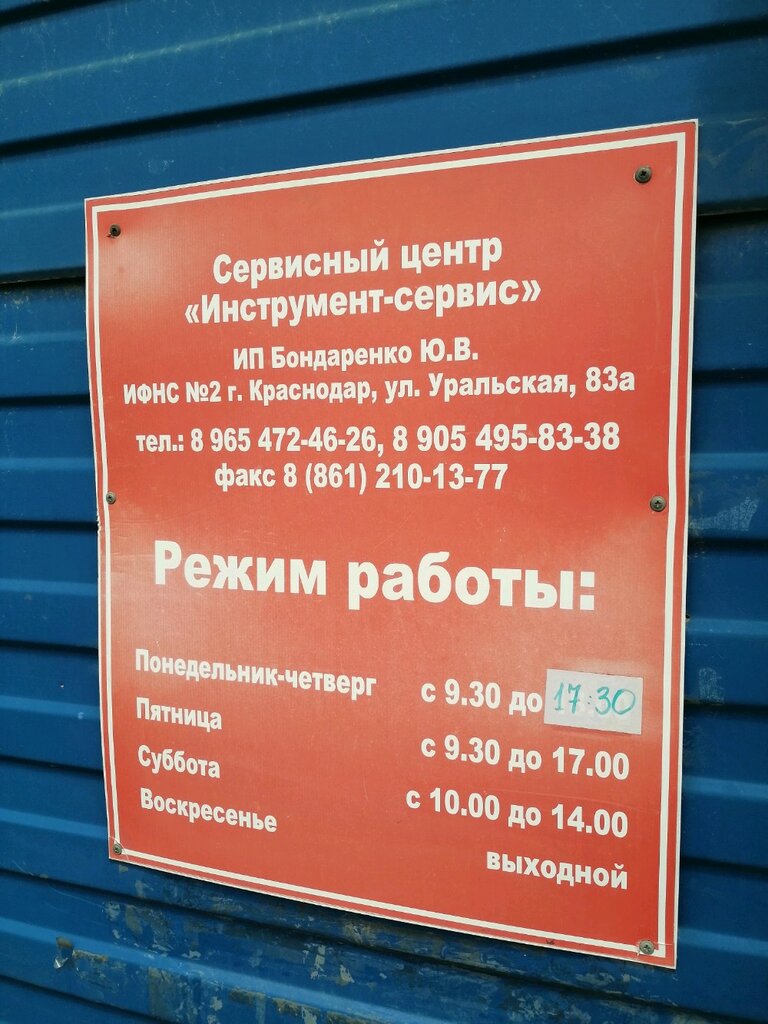 Сервисный центр
«Инструмент-сервис»
ИП Бондаренко Ю.В.
ИФНС №2 г. Краснодар, ул. Уральская, 83а
тел.: 8 965 472-46-26, 8 905 495-83-38
факс 8 (861) 210-13-77
Режим работы:
Понедельник-четверг с 9.30 до 17:30
Пятница с 9.30 до 17.00
Суббота с 10.00 до 14.00
Воскресенье выходной